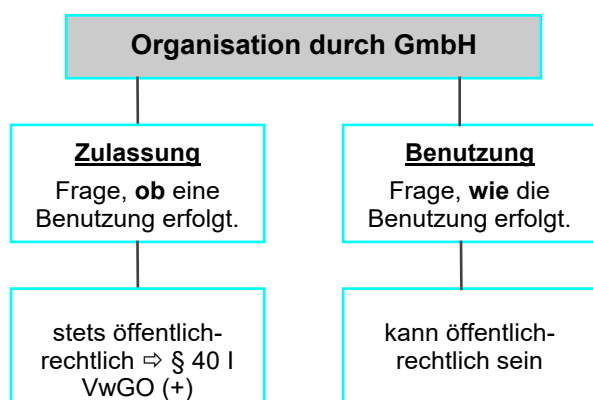 Organisation durch GmbH
Zulassung
Frage, ob eine
Benutzung erfolgt.
Benutzung
Frage, wie die
Benutzung erfolgt.
stets öffentlich-
rechtlich ⇨ § 40 I
VwGO (+)
kann öffentlich-
rechtlich sein